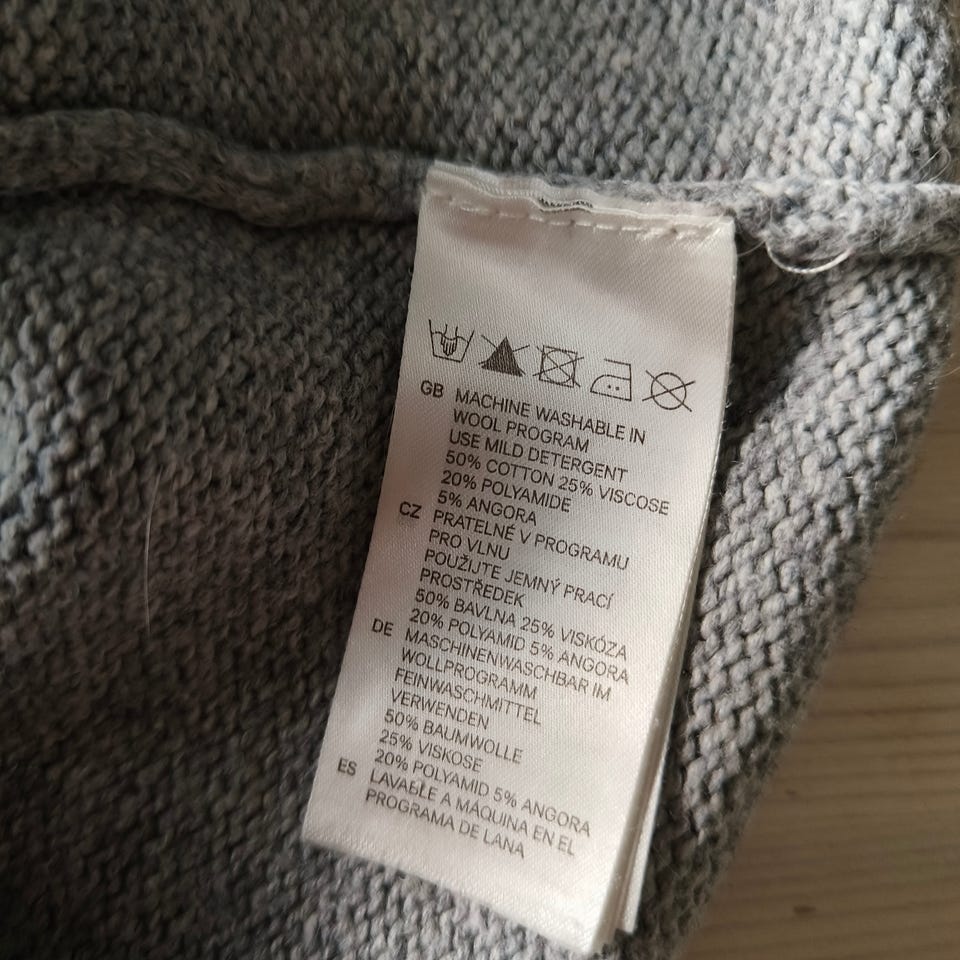 GB MACHINE WASHABLE IN
WOOL PROGRAM
USE MILD DETERGENT
50% COTTON 25% VISCOSE
20% POLYAMIDE
5% ANGORA
CZ PRATELNÉ V PROGRAMU
PRO VLNU
POUŽIJTE JEMNÝ PRACÍ
PROSTŘEDEK
50% BAVLNA 25% VISKÓZA
20% POLYAMID 5% ANGORA
DE MASCHINENWASCHBAR IM
WOLLPROGRAMM
FEINWASCHMITTEL
VERWENDEN
50% BAUMWOLLE
25% VISKOSE
20% POLYAMID 5% ANGORA
ES LAVABLE A MAQUINA EN EL
PROGRAMA DE LANA